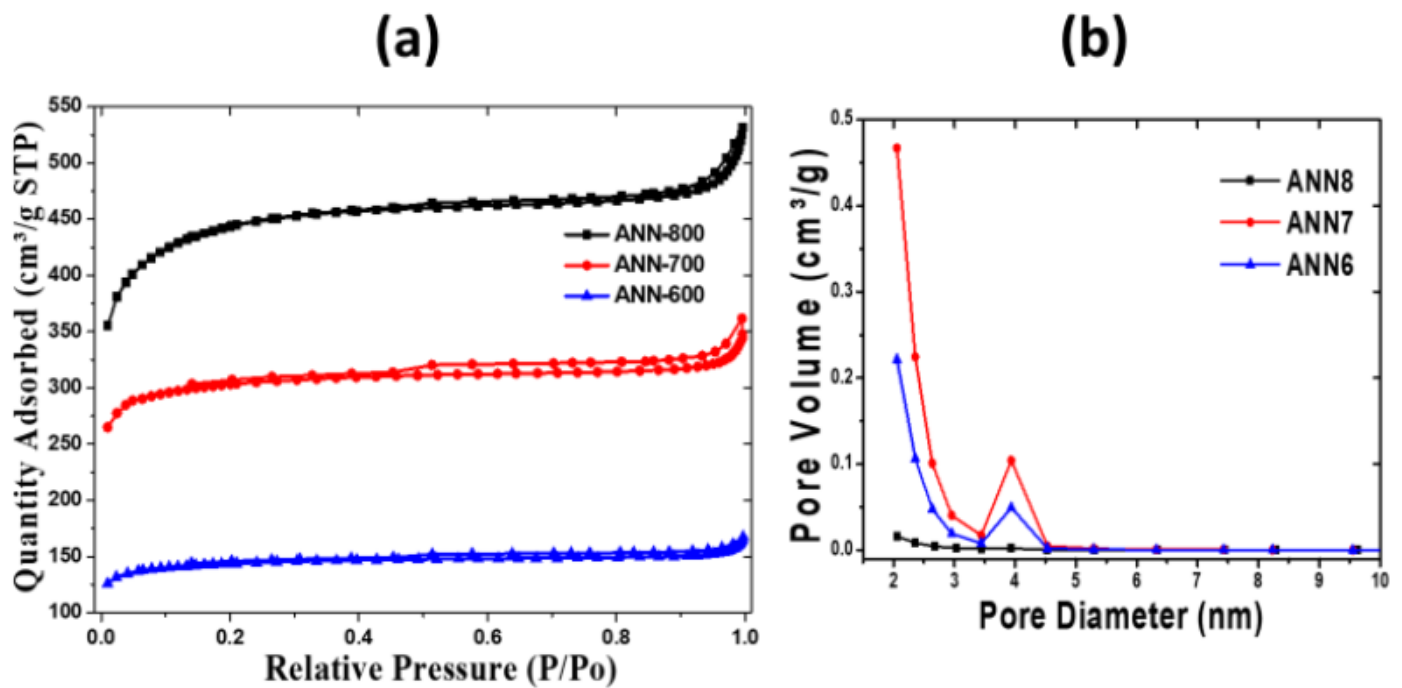 (a)
Quantity Adsorbed (cm³/g STP)
550
500
450
400
350
300
250
200
150
100
ANN-800
ANN-700
ANN-600
0.0 0.2 0.4 0.6 0.8 1.0
Relative Pressure (P/Po)
(b)
Pore Volume (cm³/g)
0.5
0.4
0.3
0.2
0.1
0.0
ANN8
ANN7
ANN6
2 3 4 5 6 7 8 9 10
Pore Diameter (nm)